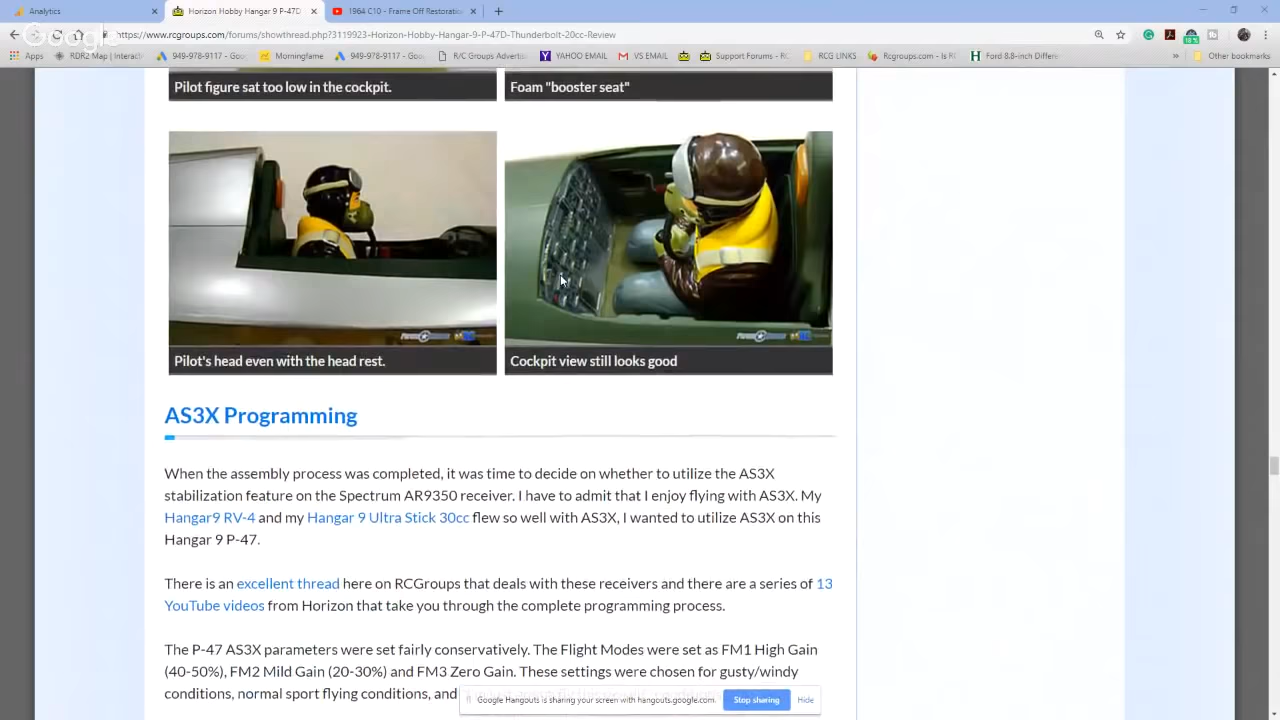 Analytics
Horizon Hobby Hangar 9 P-47D
1964 C10 - Frame Off Restoration
https://www.rcgroups.com/forums/showthread.php?3119923-Horizon-Hobby-Hangar-9-P-47D-Thunderbolt-20cc-Review
Google
Apps RDR2 Map | Interact 949-978-9117 - Goo Morningfame 949-978-9117 - Goo R/C Groups Advertis YAHOO EMAIL VS EMAIL Support Forums - RC RC LINKS Rcgroups.com - Is R Ford 8.8-inch Differe » Other bookmarks
Pilot figure sat too low in the cockpit.
Foam "booster seat"
Pilot's head even with the head rest.
Cockpit view still looks good
AS3X Programming
When the assembly process was completed, it was time to decide on whether to utilize the AS3X
stabilization feature on the Spectrum AR9350 receiver. I have to admit that I enjoy flying with AS3X. My
Hangar9 RV-4 and my Hangar 9 Ultra Stick 30cc flew so well with AS3X, I wanted to utilize AS3X on this
Hangar 9 P-47.
There is an excellent thread here on RCGroups that deals with these receivers and there are a series of 13
YouTube videos from Horizon that take you through the complete programming process.
The P-47 AS3X parameters were set fairly conservatively. The Flight Modes were set as FM1 High Gain
(40-50%), FM2 Mild Gain (20-30%) and FM3 Zero Gain. These settings were chosen for gusty/windy
conditions, normal sport flying conditions, and
Google Hangouts is sharing your screen with hangouts.google.com.
Stop sharing
Hide